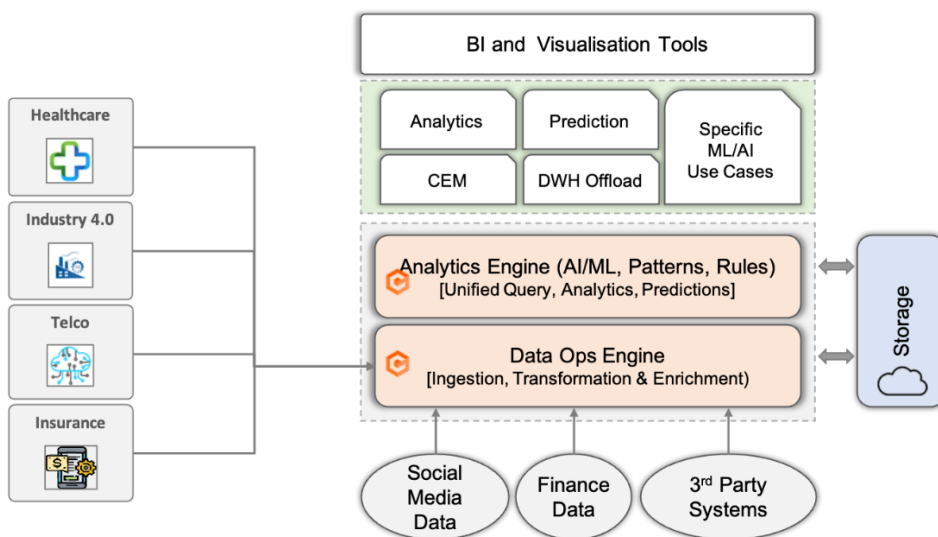 BI and Visualisation Tools
Healthcare
Industry 4.0
Telco
Insurance
$
Analytics
Prediction
CEM
DWH Offload
Specific
ML/AI
Use Cases
Analytics Engine (AI/ML, Patterns, Rules)
[Unified Query, Analytics, Predictions]
Data Ops Engine
[Ingestion, Transformation & Enrichment)
Storage
Social
Media
Data
Finance
Data
3rd Party
Systems